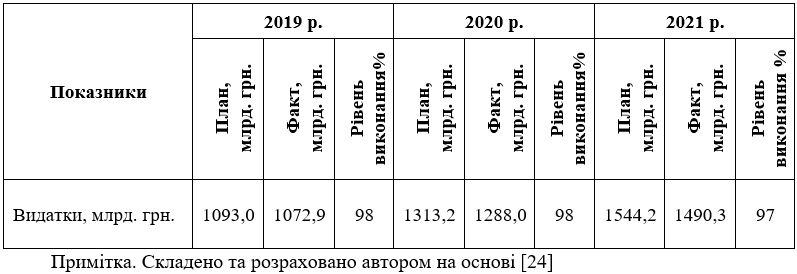 Показники
2019 р.
2020 р.
2021 р.
План,
млрд. грн.
Факт,
млрд. грн.
Рівень
виконання%
План,
млрд. грн.
Факт,
млрд. грн.
Рівень
виконання%
План,
млрд. грн.
Факт,
млрд. грн.
Рівень
виконання %
Видатки, млрд. грн. 1093,0 1072,9 98 1313,2 1288,0 98 1544,2 1490,3 97
Примітка. Складено та розраховано автором на основі [24]